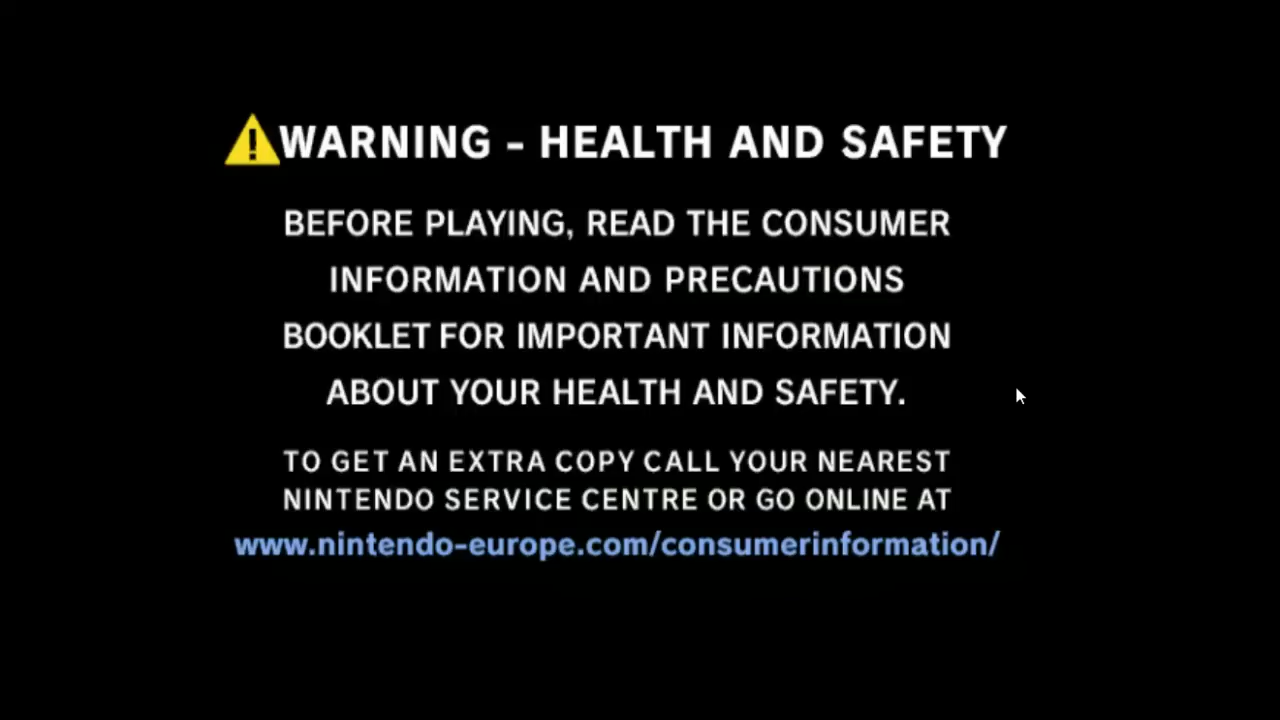 ⚠WARNING - HEALTH AND SAFETY
BEFORE PLAYING, READ THE CONSUMER
INFORMATION AND PRECAUTIONS
BOOKLET FOR IMPORTANT INFORMATION
ABOUT YOUR HEALTH AND SAFETY.
TO GET AN EXTRA COPY CALL YOUR NEAREST
NINTENDO SERVICE CENTRE OR GO ONLINE AT
www.nintendo-europe.com/consumerinformation/